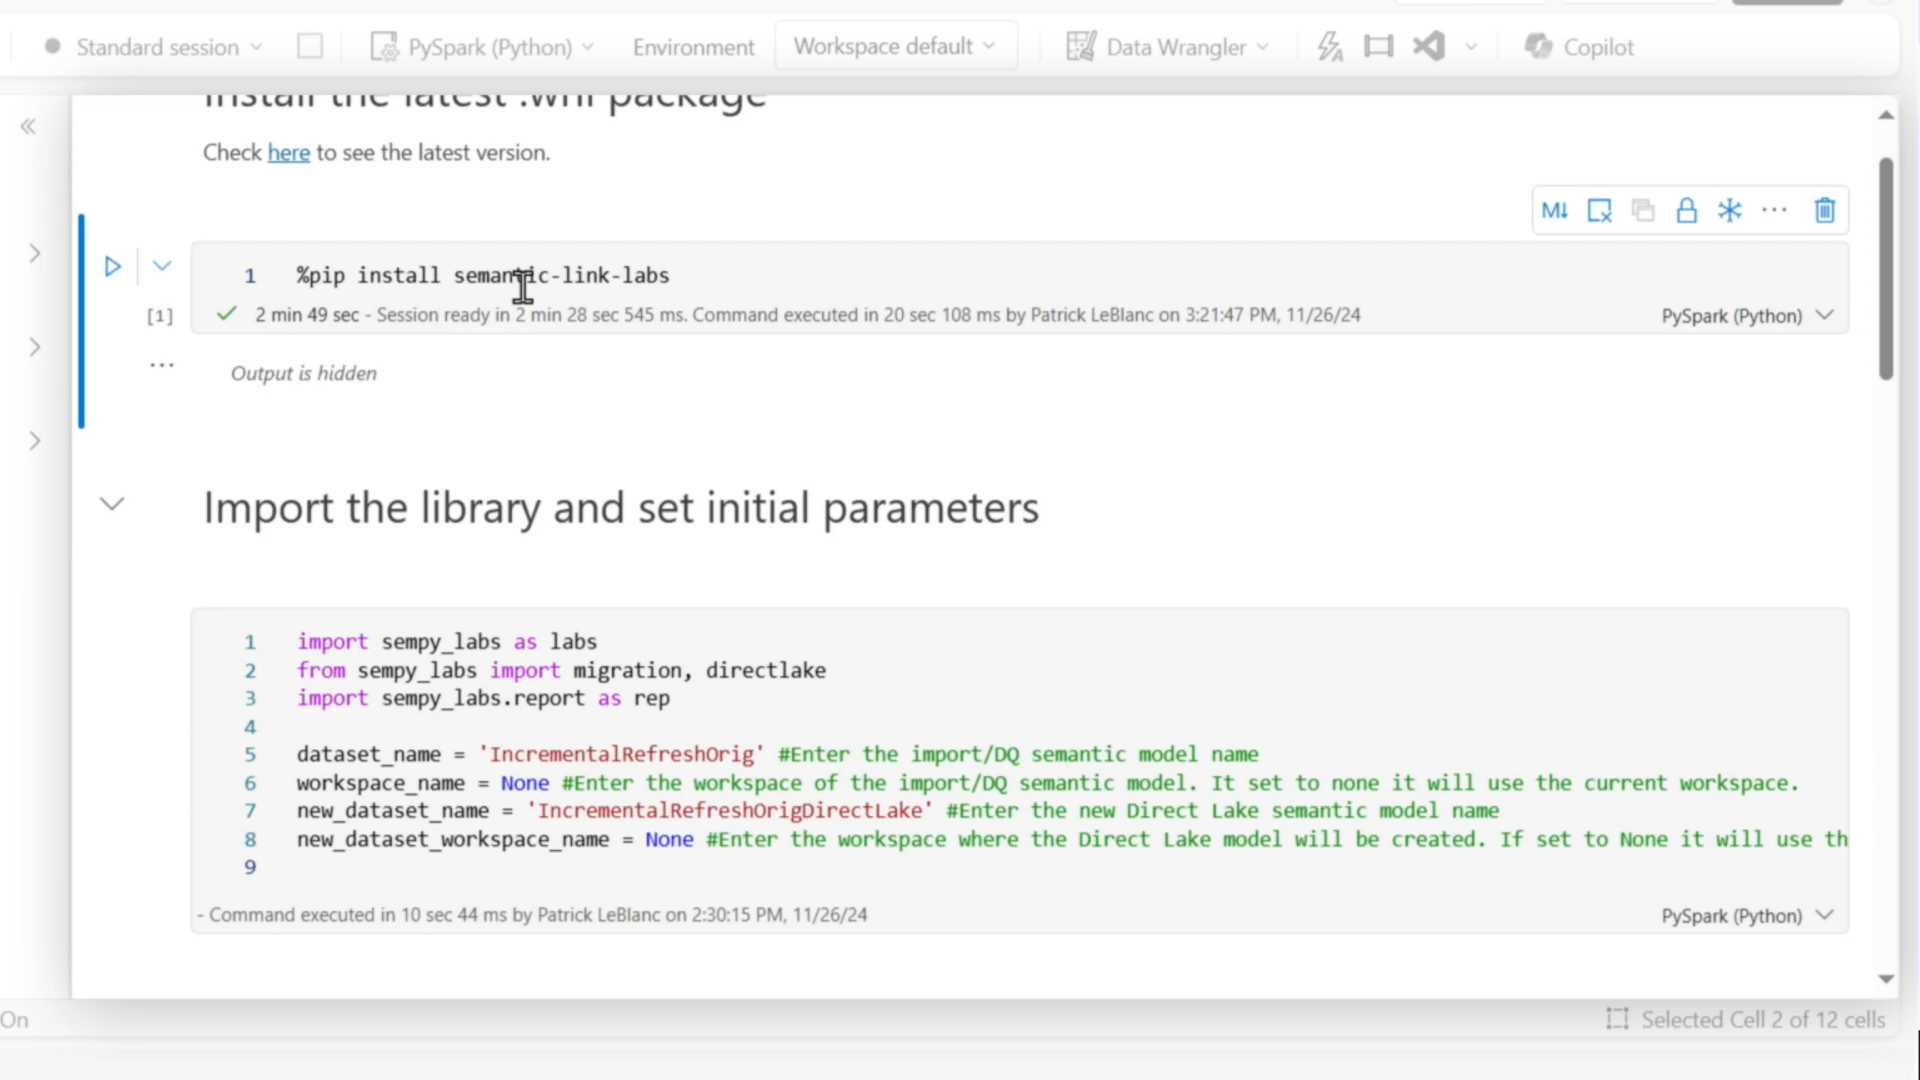 Standard session
PySpark (Python)
Environment
Workspace default
Data Wrangler
Copilot
Install the latest .whl package
Check here to see the latest version.
M↓
1 %pip install semantic-link-labs
[1] 2 min 49 sec - Session ready in 2 min 28 sec 545 ms. Command executed in 20 sec 108 ms by Patrick LeBlanc on 3:21:47 PM, 11/26/24
PySpark (Python)
Output is hidden
Import the library and set initial parameters
1 import sempy_labs as labs
2 from sempy_labs import migration, directlake
3 import sempy_labs.report as rep
4
5 dataset_name = 'IncrementalRefreshOrig' #Enter the import/DQ semantic model name
6 workspace_name = None #Enter the workspace of the import/DQ semantic model. It set to none it will use the current workspace.
7 new_dataset_name = 'IncrementalRefreshOrigDirectLake' #Enter the new Direct Lake semantic model name
8 new_dataset_workspace_name = None #Enter the workspace where the Direct Lake model will be created. If set to None it will use th
9
- Command executed in 10 sec 44 ms by Patrick LeBlanc on 2:30:15 PM, 11/26/24
PySpark (Python)
On
Selected Cell 2 of 12 cells